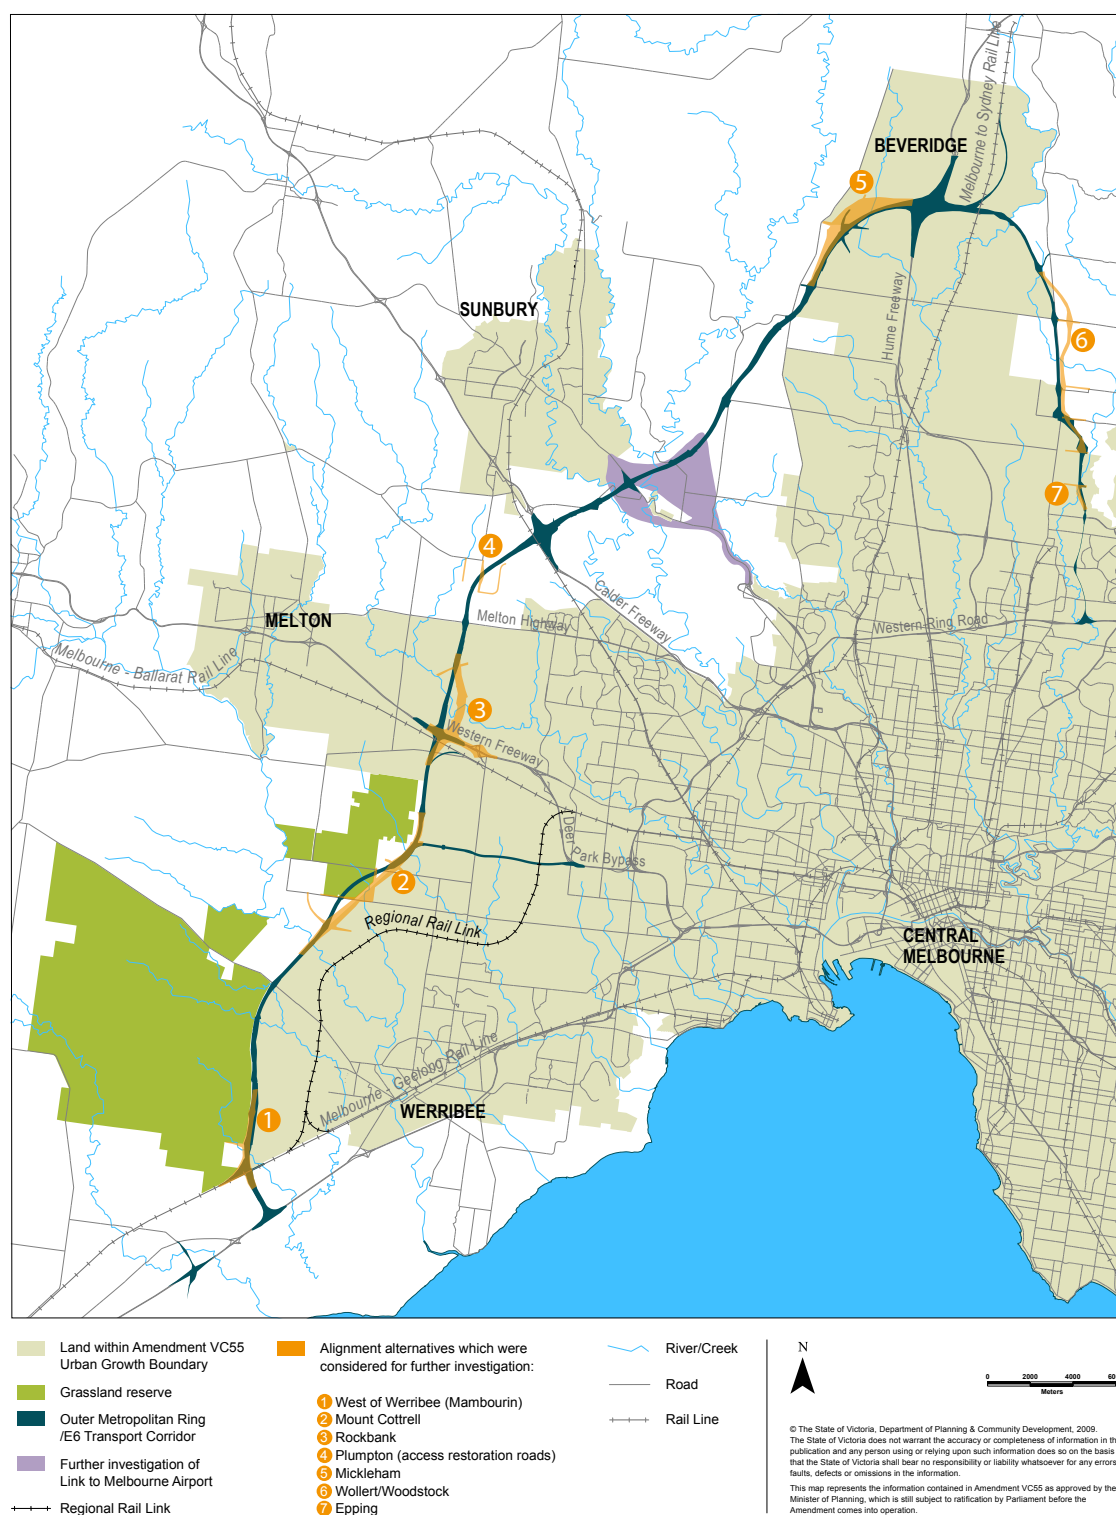 BEVERIDGE
Melbourne to Sydney Rail Line
5
SUNBURY
Hume Freeway
6
7
4
Calder Freeway
Melton Highway
MELTON
Western Ring Road
Melbourne - Ballarat Rail Line
3
Western Freeway
Deer
Park Bypass
2
Regional Rail Link
CENTRAL
MELBOURNE
Melbourne - Geelong Rail Line
1
WERRIBEE
Land within Amendment VC55
Urban Growth Boundary
Grassland reserve
Outer Metropolitan Ring
/E6 Transport Corridor
Further investigation of
Link to Melbourne Airport
Regional Rail Link
Alignment alternatives which were
considered for further investigation:
1 West of Werribee (Mambourin)
2 Mount Cottrell
3 Rockbank
4 Plumpton (access restoration roads)
5 Mickleham
6 Wollert/Woodstock
7 Epping
River/Creek
Road
Rail Line
N
0 2000 4000 60
Meters
© The State of Victoria, Department of Planning & Community Development, 2009.
The State of Victoria does not warrant the accuracy or completeness of information in th
publication and any person using or relying upon such information does so on the basis
that the State of Victoria shall bear no responsibility or liability whatsoever for any errors
faults, defects or omissions in the information.
This map represents the information contained in Amendment VC55 as approved by the
Minister of Planning, which is still subject to ratification by Parliament before the
Amendment comes into operation.